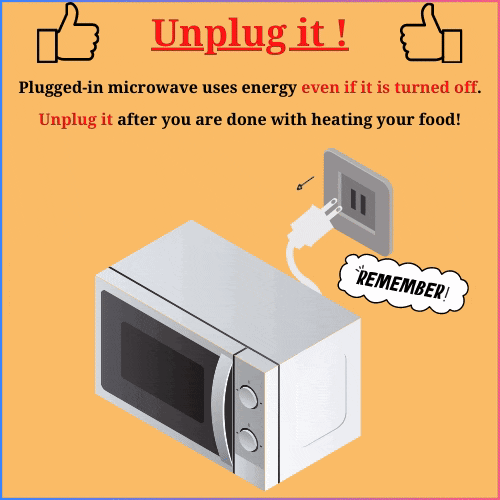 Unplug it !
Plugged-in microwave uses energy even if it is turned off.
Unplug it after you are done with heating your food!
REMEMBER!